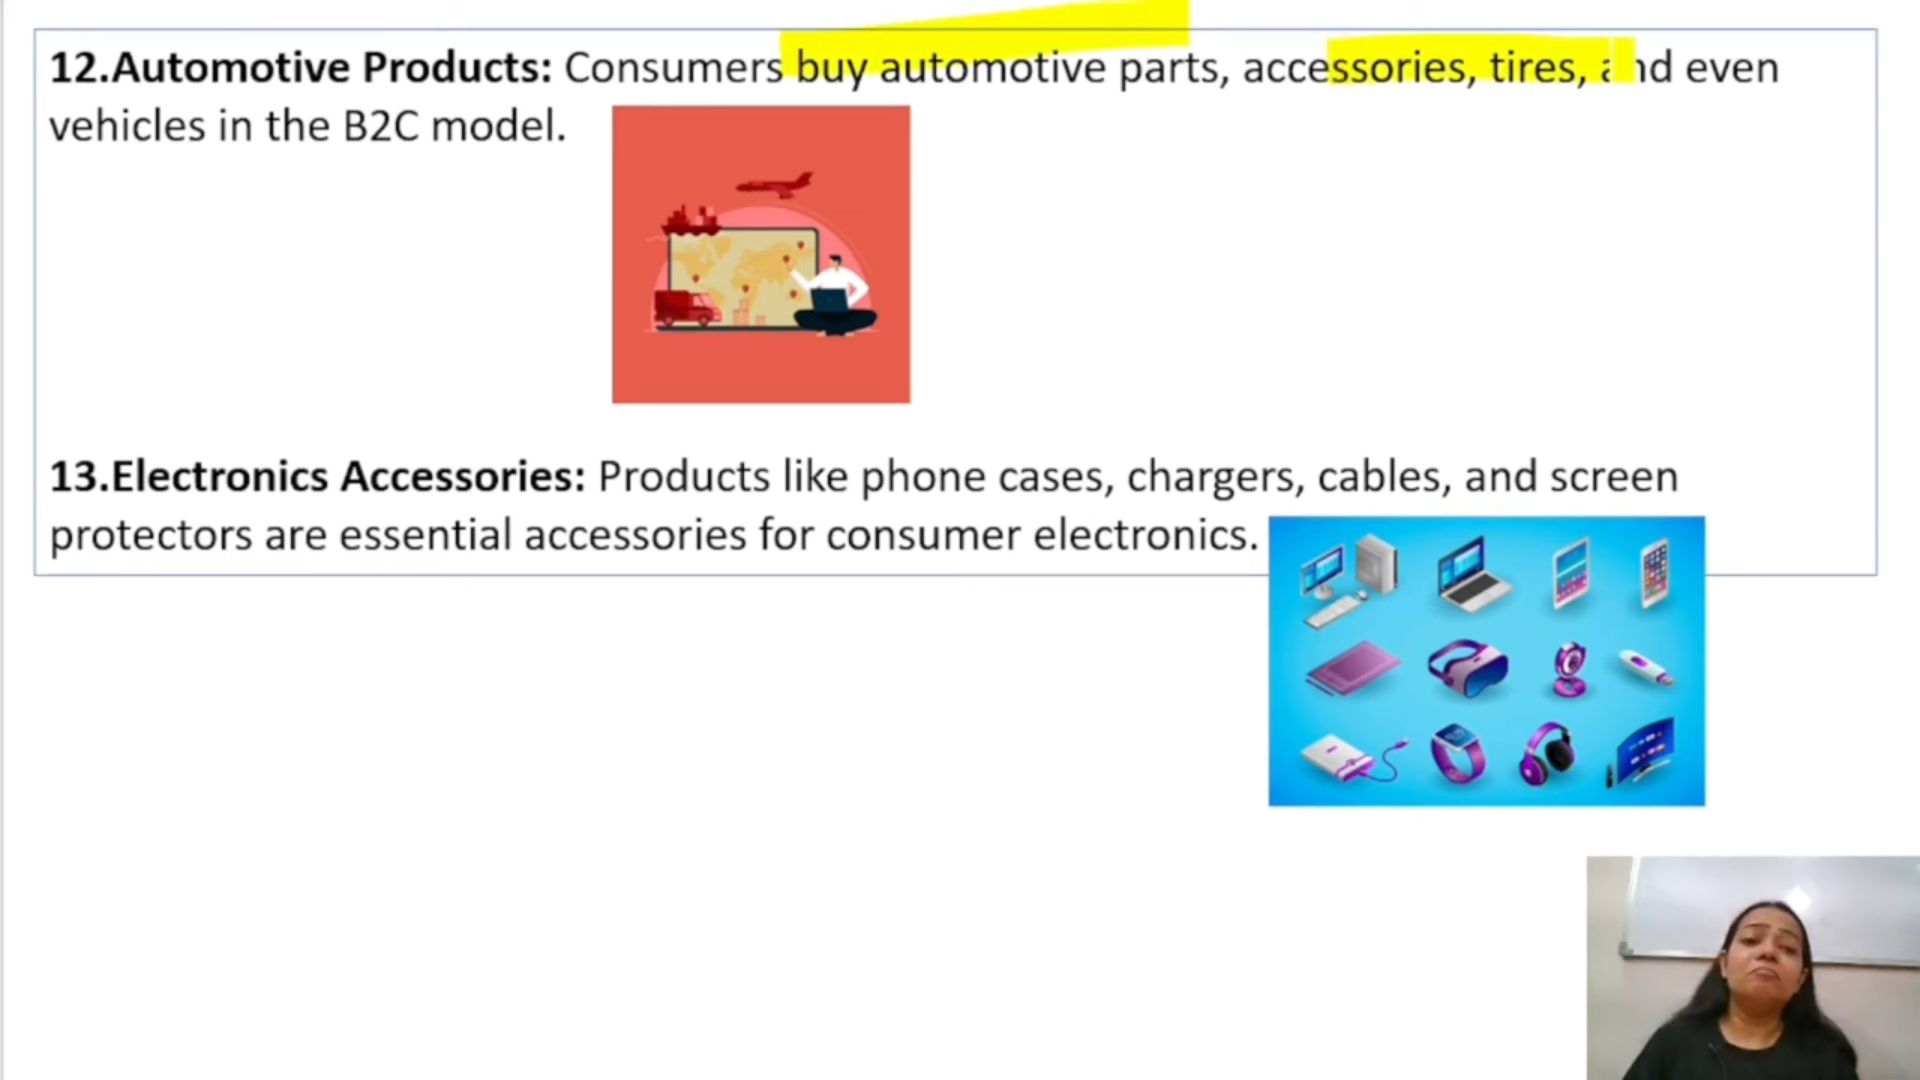 12.Automotive Products: Consumers buy automotive parts, accessories, tires, and even
vehicles in the B2C model.
13.Electronics Accessories: Products like phone cases, chargers, cables, and screen
protectors are essential accessories for consumer electronics.